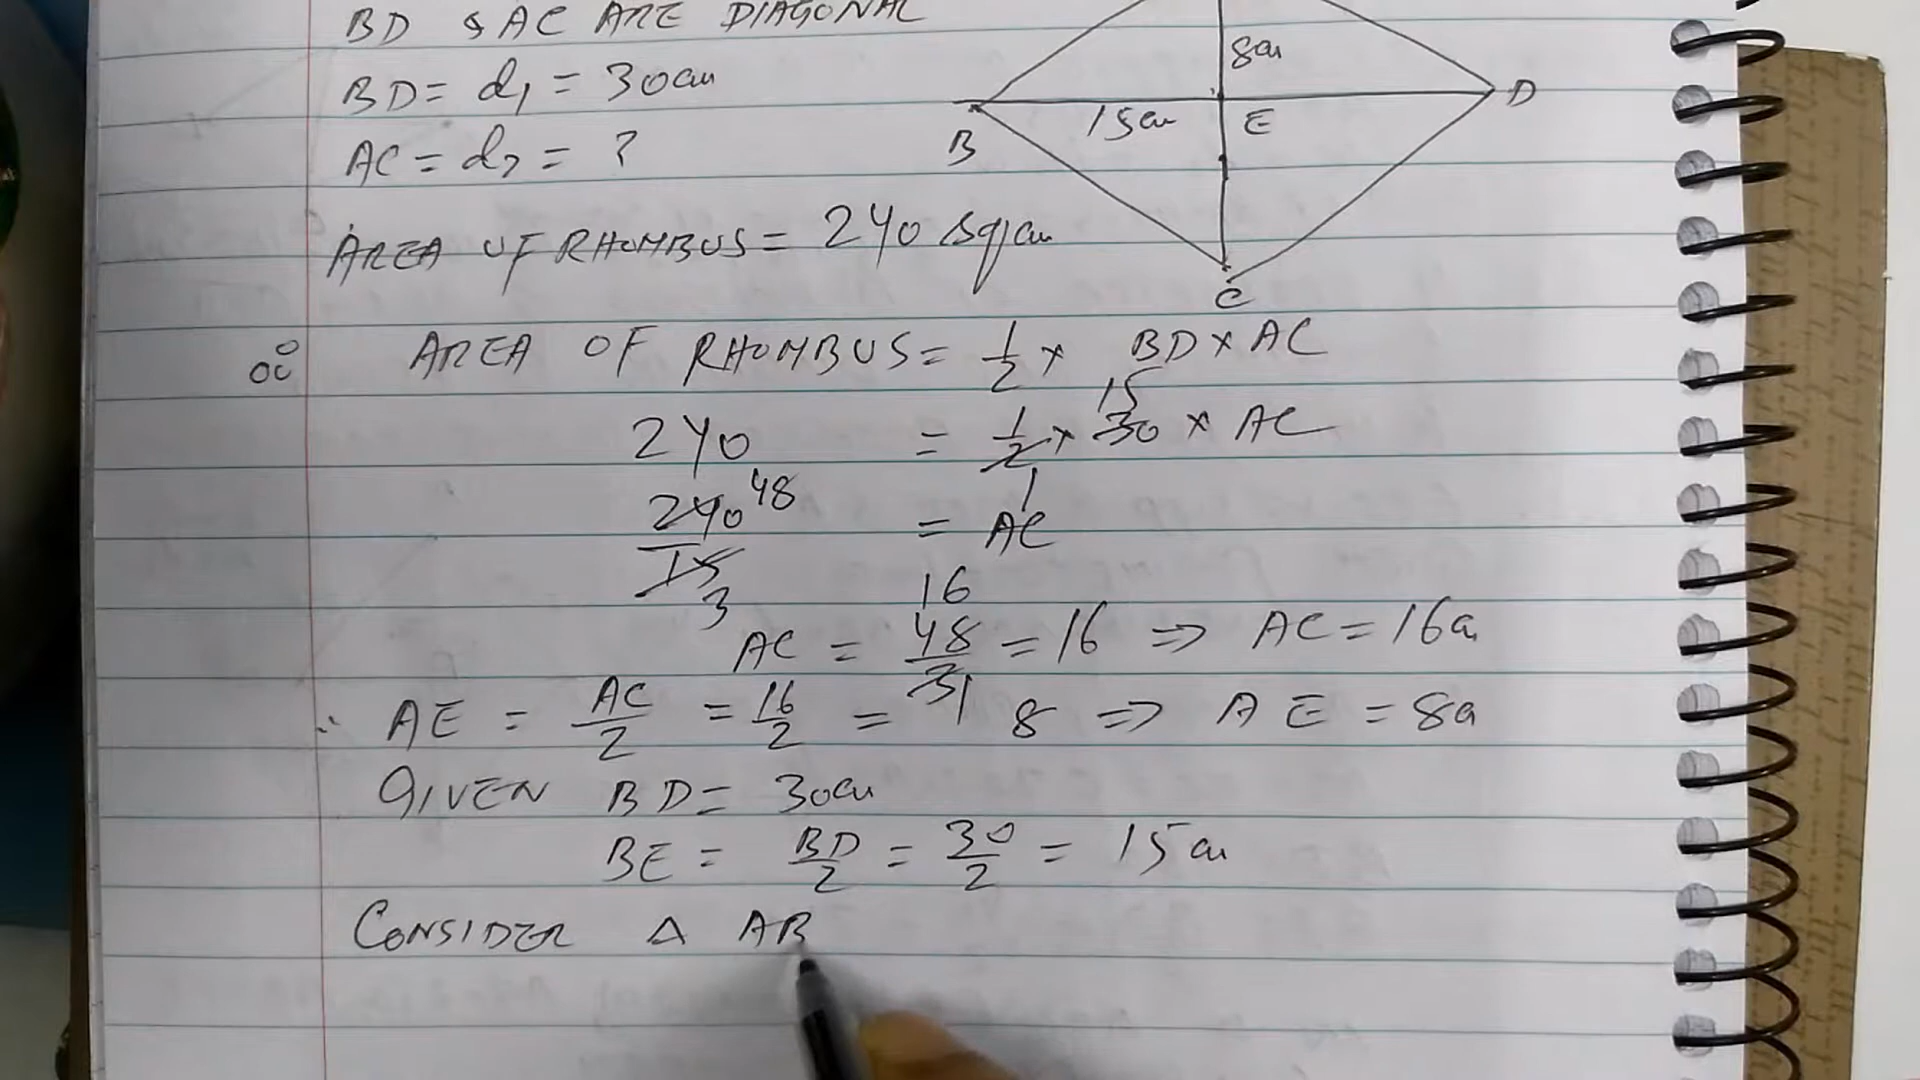 BD & AC ARE DIAGONAL
BD = d₁ = 30cm
AC = d₂ = ?
8cm
B 15cm E D
C
AREA OF RHOMBUS = 240 sqcm
∴ AREA OF RHOMBUS = 1/2 × BD × AC
15
240 = 1/2 × 30 × AC
1
240 48
/15 = AC
3
16
AC = 48/3 = 16 ⇒ AC = 16cm
1
∴ AE = AC/2 = 16/2 = 8 ⇒ AE = 8cm
GIVEN BD = 30cm
BE = BD/2 = 30/2 = 15cm
CONSIDER △ AB